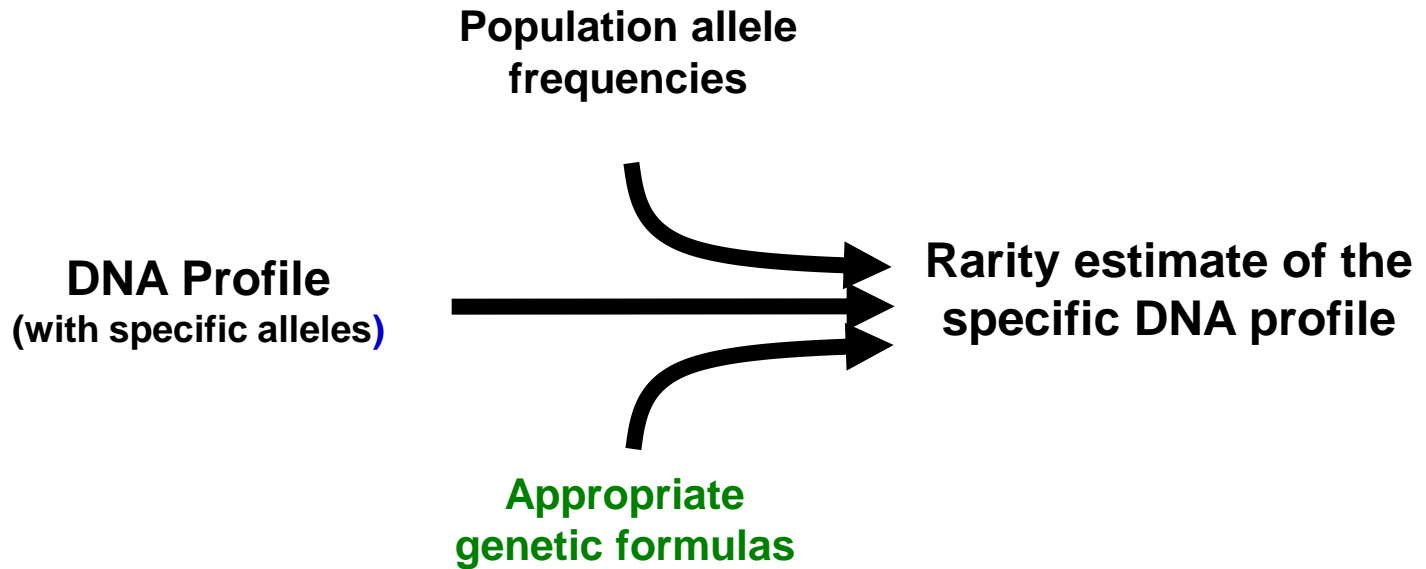 Population allele
frequencies
DNA Profile
(with specific alleles)
Rarity estimate of the
specific DNA profile
Appropriate
genetic formulas